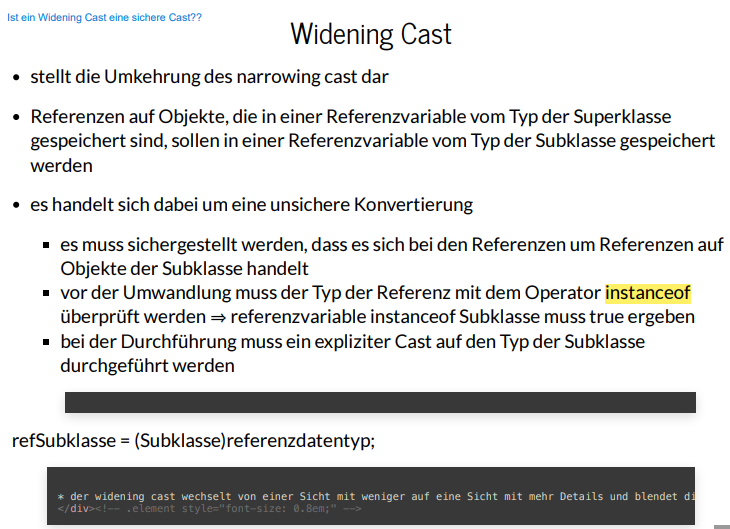 Ist ein Widening Cast eine sichere Cast??
Widening Cast
• stellt die Umkehrung des narrowing cast dar
• Referenzen auf Objekte, die in einer Referenzvariable vom Typ der Superklasse
gespeichert sind, sollen in einer Referenzvariable vom Typ der Subklasse gespeichert
werden
• es handelt sich dabei um eine unsichere Konvertierung
▪ es muss sichergestellt werden, dass es sich bei den Referenzen um Referenzen auf
Objekte der Subklasse handelt
▪ vor der Umwandlung muss der Typ der Referenz mit dem Operator instanceof
überprüft werden ⇒ referenzvariable instanceof Subklasse muss true ergeben
▪ bei der Durchführung muss ein expliziter Cast auf den Typ der Subklasse
durchgeführt werden
refSubklasse = (Subklasse)referenzdatentyp;
* der widening cast wechselt von einer Sicht mit weniger auf eine Sicht mit mehr Details und blendet di
</div><!-- .element style="font-size: 0.8em;" -->